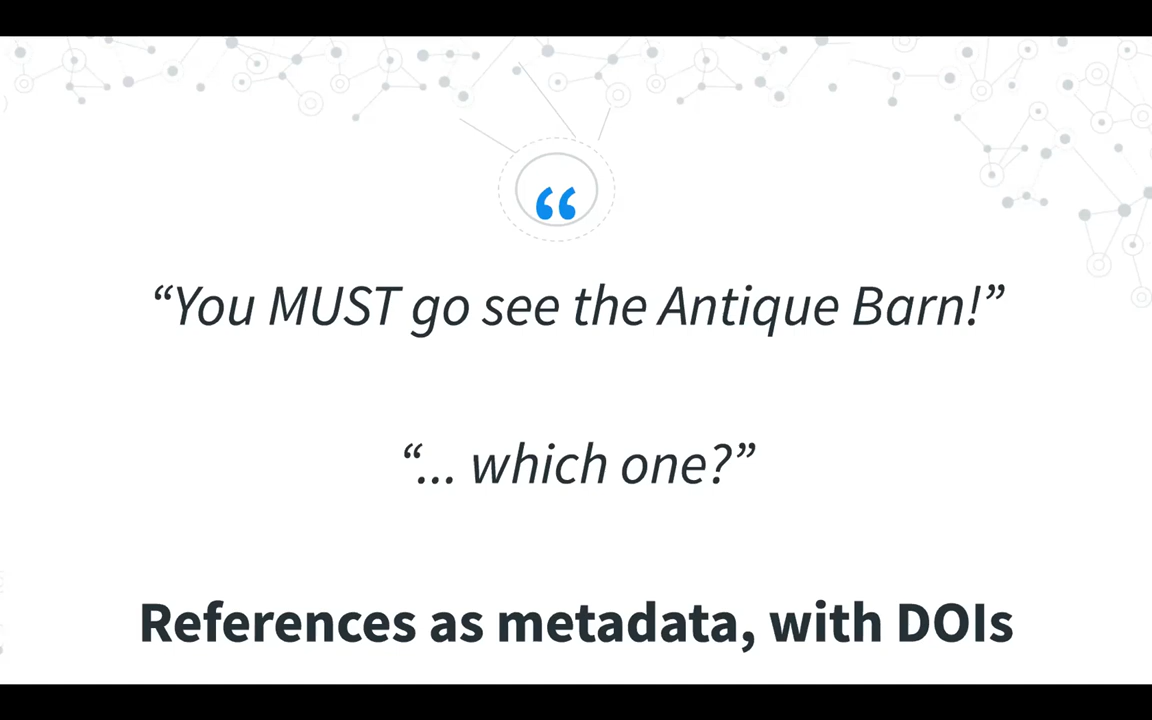 “
“You MUST go see the Antique Barn!”
“... which one?”
References as metadata, with DOIs